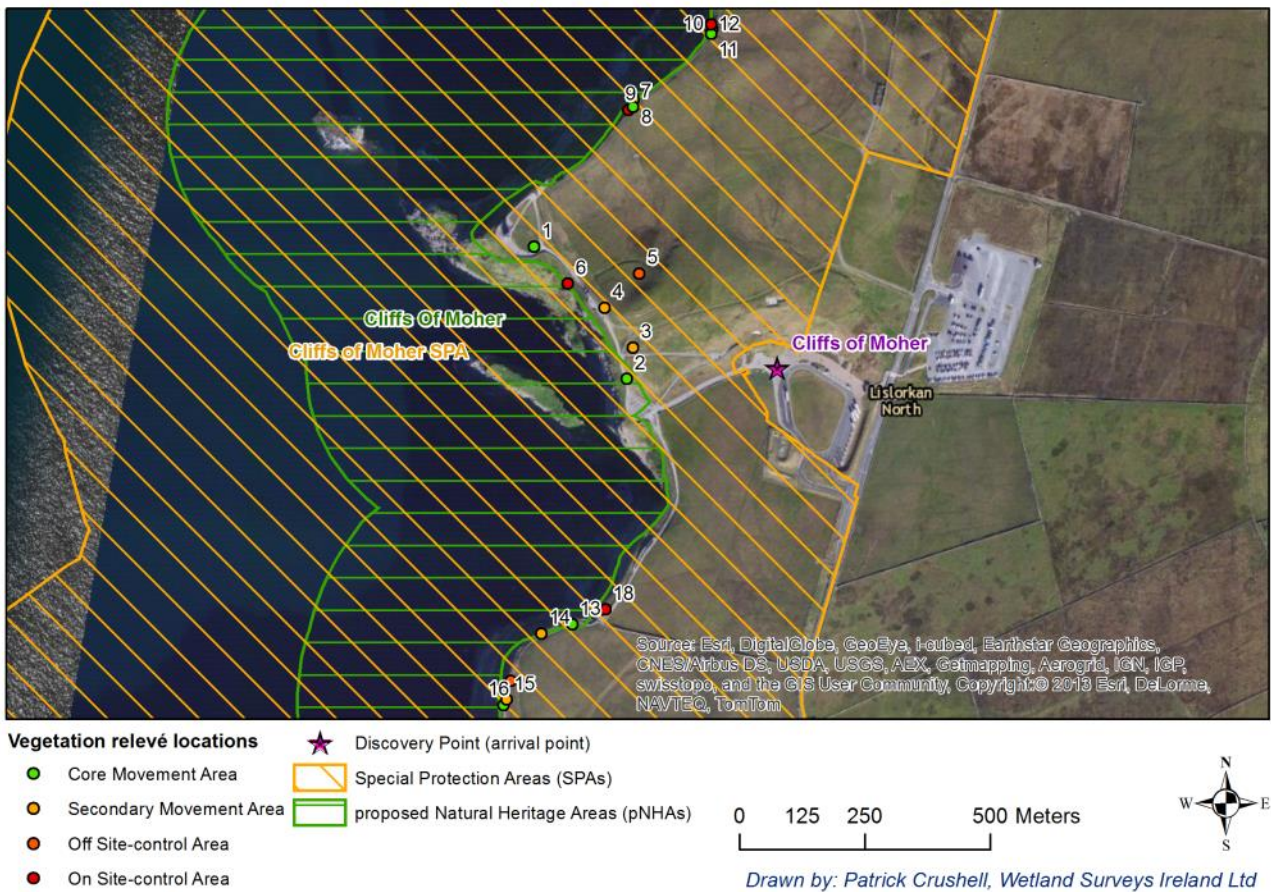 10 12
11
9 7
8
1
5
6
4
3
2
Cliffs Of Moher
Cliffs of Moher SPA
Cliffs of Moher
Lislorkan
North
18
13
14
15
16
Source: Esri, DigitalGlobe, GeoEye, i-cubed, Earthstar Geographics,
CNES/Airbus DS, USDA, USGS, AEX, Getmapping, Aerogrid, IGN, IGP,
swisstopo, and the GIS User Community, Copyright:© 2013 Esri, DeLorme,
NAVTEQ, TomTom
Vegetation relevé locations
Core Movement Area
Secondary Movement Area
Off Site-control Area
On Site-control Area
Discovery Point (arrival point)
Special Protection Areas (SPAs)
proposed Natural Heritage Areas (pNHAs)
0 125 250 500 Meters
N
W E
S
Drawn by: Patrick Crushell, Wetland Surveys Ireland Ltd